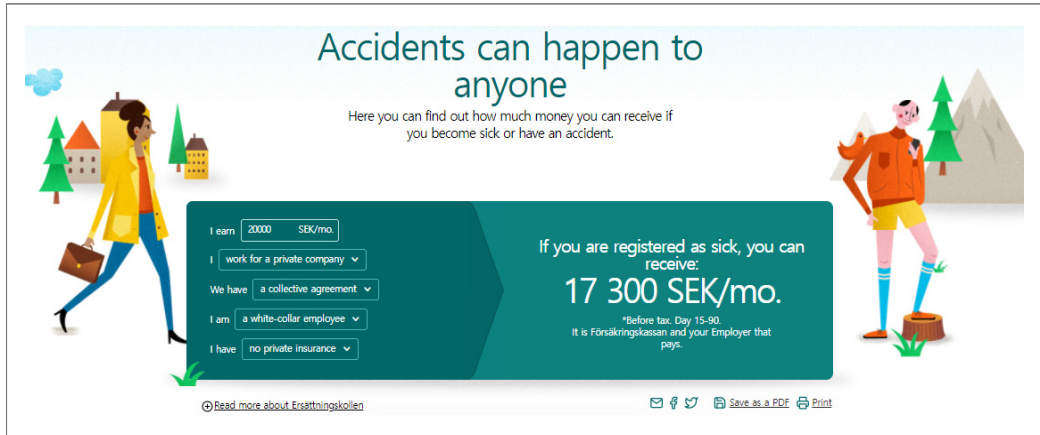 Accidents can happen to
anyone
Here you can find out how much money you can receive if
you become sick or have an accident.
I earn 20000 SEK/mo.
I work for a private company
We have a collective agreement
I am a white-collar employee
I have no private insurance
If you are registered as sick, you can
receive:
17 300 SEK/mo.
*Before tax. Day 15-90.
It is Försäkringskassan and your Employer that
pays.
Read more about Ersättningskollen
Save as a PDF Print